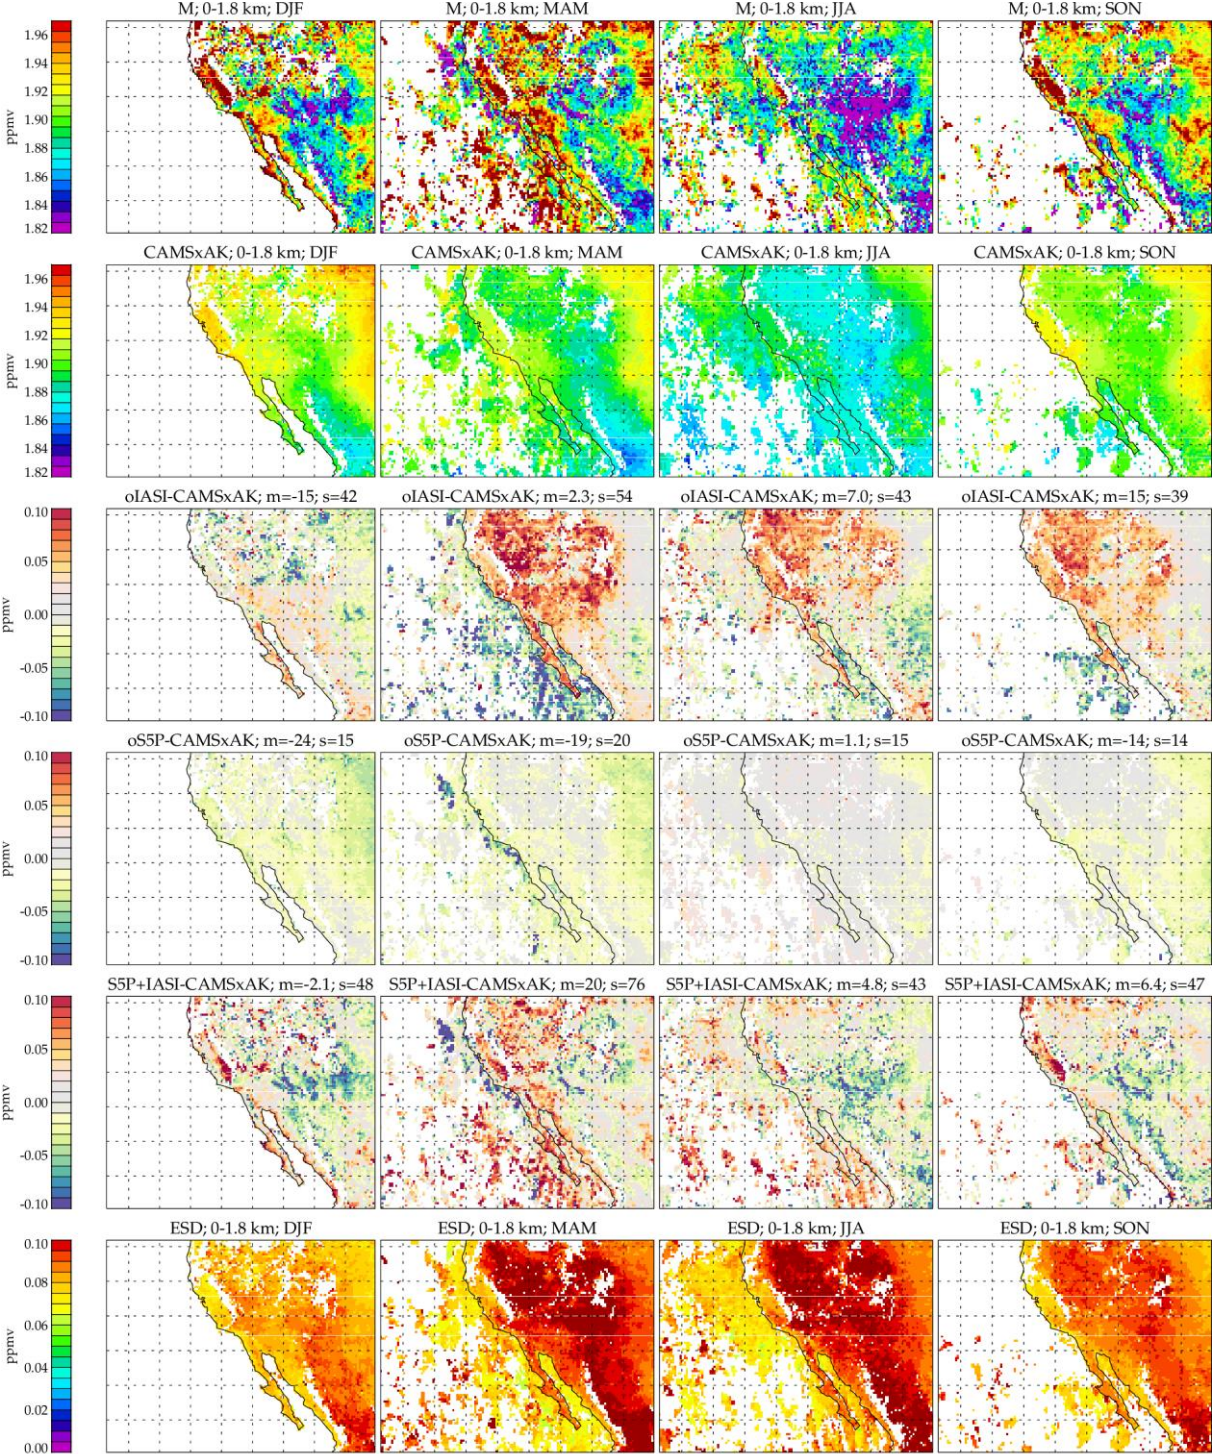 M; 0-1.8 km; DJF
M; 0-1.8 km; MAM
M; 0-1.8 km; JJA
M; 0-1.8 km; SON
1.96
1.94
1.92
1.90
1.88
1.86
1.84
1.82
ppmv
CAMSxAK; 0-1.8 km; DJF
CAMSxAK; 0-1.8 km; MAM
CAMSxAK; 0-1.8 km; JJA
CAMSxAK; 0-1.8 km; SON
1.96
1.94
1.92
1.90
1.88
1.86
1.84
1.82
ppmv
oIASI-CAMSxAK; m=-15; s=42
oIASI-CAMSxAK; m=2.3; s=54
oIASI-CAMSxAK; m=7.0; s=43
oIASI-CAMSxAK; m=15; s=39
0.10
0.05
0.00
-0.05
-0.10
ppmv
oS5P-CAMSxAK; m=-24; s=15
oS5P-CAMSxAK; m=-19; s=20
oS5P-CAMSxAK; m=1.1; s=15
oS5P-CAMSxAK; m=-14; s=14
0.10
0.05
0.00
-0.05
-0.10
ppmv
S5P+IASI-CAMSxAK; m=-2.1; s=48
S5P+IASI-CAMSxAK; m=20; s=76
S5P+IASI-CAMSxAK; m=4.8; s=43
S5P+IASI-CAMSxAK; m=6.4; s=47
0.10
0.05
0.00
-0.05
-0.10
ppmv
ESD; 0-1.8 km; DJF
ESD; 0-1.8 km; MAM
ESD; 0-1.8 km; JJA
ESD; 0-1.8 km; SON
0.10
0.08
0.06
0.04
0.02
0.00
ppmv